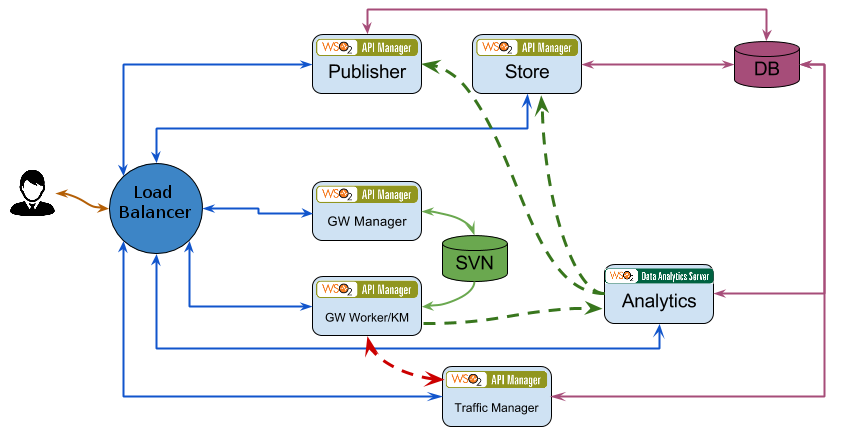 WSO2 API Manager
Publisher
WSO2 API Manager
Store
DB
Load
Balancer
WSO2 API Manager
GW Manager
SVN
WSO2 API Manager
GW Worker/KM
WSO2 Data Analytics Server
Analytics
WSO2 API Manager
Traffic Manager